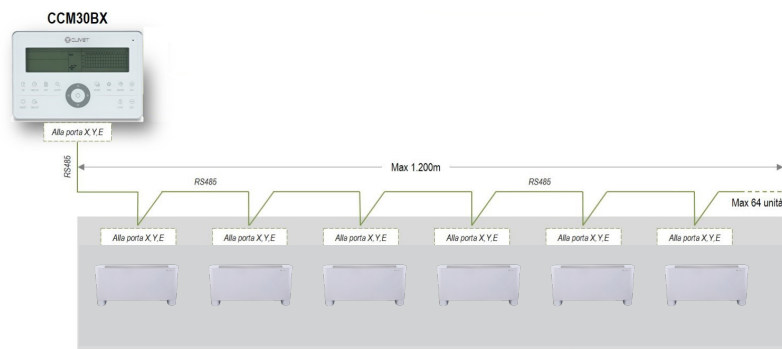 CCM30BX
CLIVET
Alla porta X,Y,E
RS485
Max 1.200m
RS485
RS485
Max 64 unità
Alla porta X,Y,E
Alla porta X,Y,E
Alla porta X,Y,E
Alla porta X,Y,E
Alla porta X,Y,E
Alla porta X,Y,E